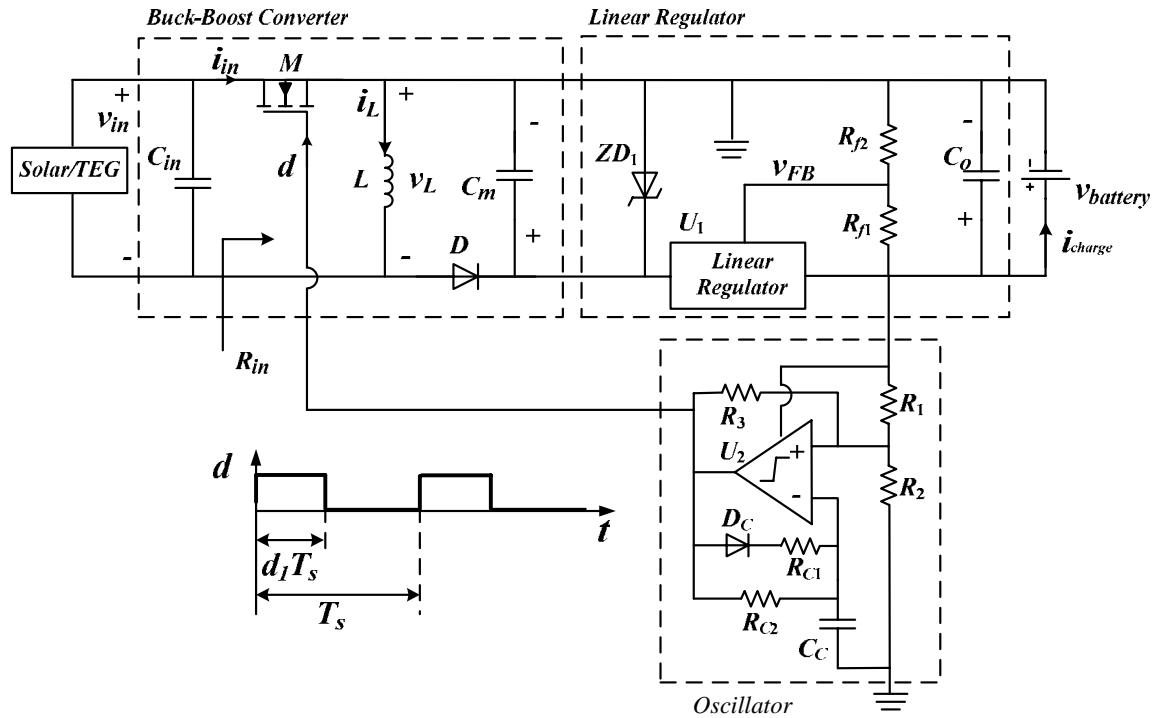 Buck-Boost Converter
Linear Regulator
i_in
M
+
v_in
-
Solar/TEG
C_in
d
i_L
L
+
v_L
-
-
C_m
+
D
R_in
ZD_1
v_FB
U_1
Linear
Regulator
R_f2
R_f1
-
C_o
+
-
+
v_battery
i_charge
R_3
R_1
U_2
+
-
R_2
D_C
R_C1
R_C2
C_C
Oscillator
d
t
d_1T_s
T_s